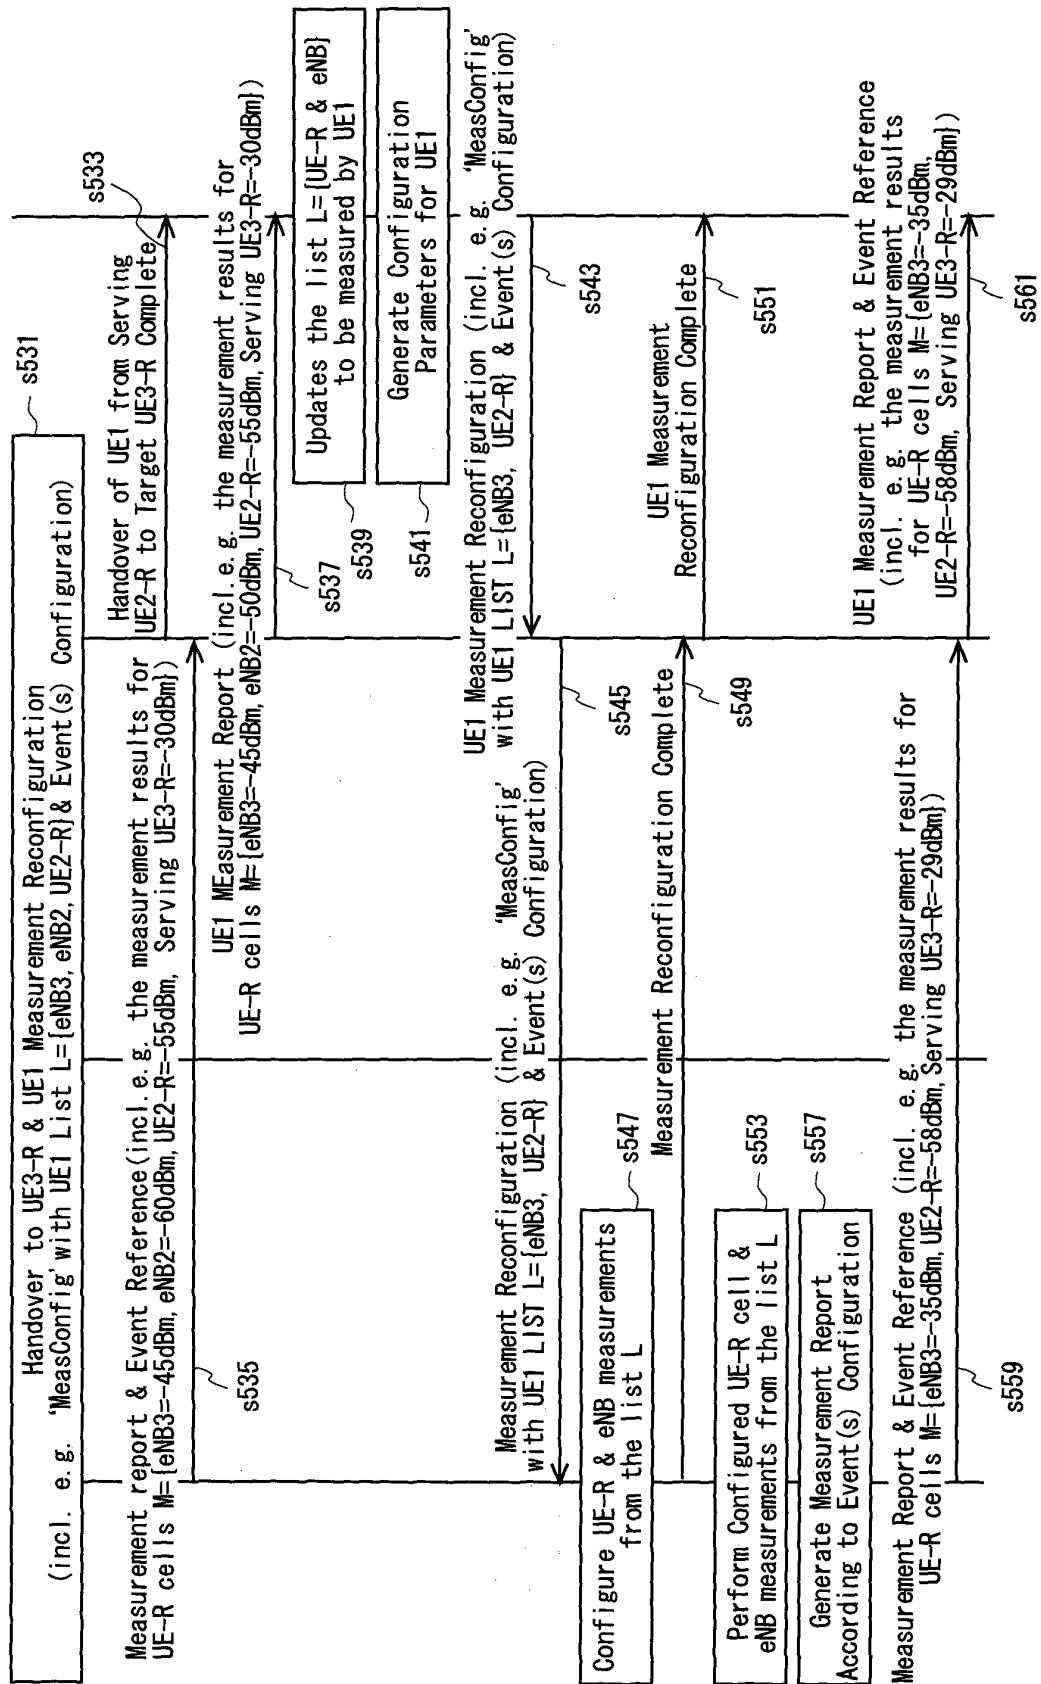 Handover to UE3-R & UE1 Measurement Reconfiguration
(incl. e.g. 'MeasConfig' with UE1 List L={eNB3, eNB2, UE2-R}& Event(s) Configuration)
s531
Handover of UE1 from Serving
UE2-R to Target UE3-R Complete
s533
Measurement report & Event Reference(incl.e.g. the measurement results for
UE-R cells M={eNB3=-45dBm, eNB2=-60dBm, UE2-R=-55dBm, Serving UE3-R=-30dBm})
s535
UE1 MEasurement Report (incl.e.g. the measurement results for
UE-R cells M={eNB3=-45dBm, eNB2=-50dBm, UE2-R=-55dBm, Serving UE3-R=-30dBm})
s537
Updates the list L={UE-R & eNB}
to be measured by UE1
s539
Generate Configuration
Parameters for UE1
s541
UE1 Measurement Reconfiguration (incl. e.g. 'MeasConfig'
with UE1 LIST L={eNB3, UE2-R} & Event(s) Configuration)
s543
Measurement Reconfiguration (incl. e.g. 'MeasConfig'
with UE1 LIST L={eNB3, UE2-R} & Event(s) Configuration)
s545
Configure UE-R & eNB measurements
from the list L
s547
Measurement Reconfiguration Complete
s549
UE1 Measurement
Reconfiguration Complete
s551
Perform Configured UE-R cell &
eNB measurements from the list L
s553
Generate Measurement Report
According to Event(s) Configuration
s557
Measurement Report & Event Reference (incl. e.g. the measurement results for
UE-R cells M={eNB3=-35dBm, UE2-R=-58dBm, Serving UE3-R=-29dBm})
s559
UE1 Measurement Report & Event Reference
(incl. e.g. the measurement results
for UE-R cells M={eNB3=-35dBm,
UE2-R=-58dBm, Serving UE3-R=-29dBm})
s561